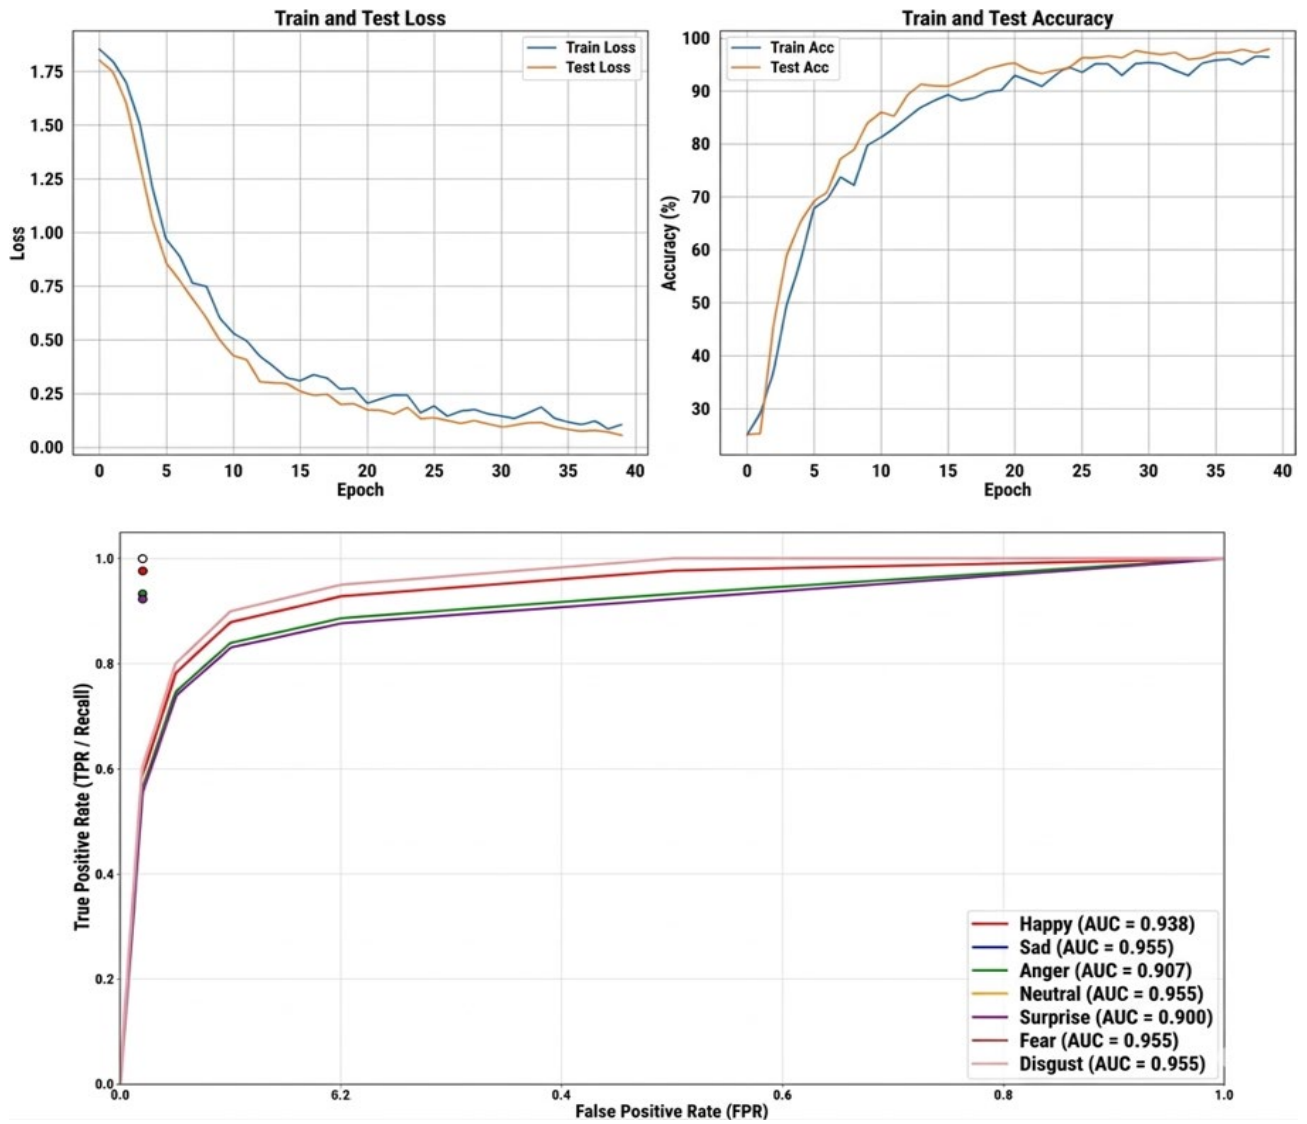 Train and Test Loss
Train Loss
Test Loss
1.75
1.50
1.25
1.00
0.75
0.50
0.25
0.00
Loss
0 5 10 15 20 25 30 35 40
Epoch
Train and Test Accuracy
Train Acc
Test Acc
100
90
80
70
60
50
40
30
Accuracy (%)
0 5 10 15 20 25 30 35 40
Epoch
1.0
0.8
0.6
0.4
0.2
0.0
True Positive Rate (TPR / Recall)
Happy (AUC = 0.938)
Sad (AUC = 0.955)
Anger (AUC = 0.907)
Neutral (AUC = 0.955)
Surprise (AUC = 0.900)
Fear (AUC = 0.955)
Disgust (AUC = 0.955)
0.0 6.2 0.4 0.6 0.8 1.0
False Positive Rate (FPR)